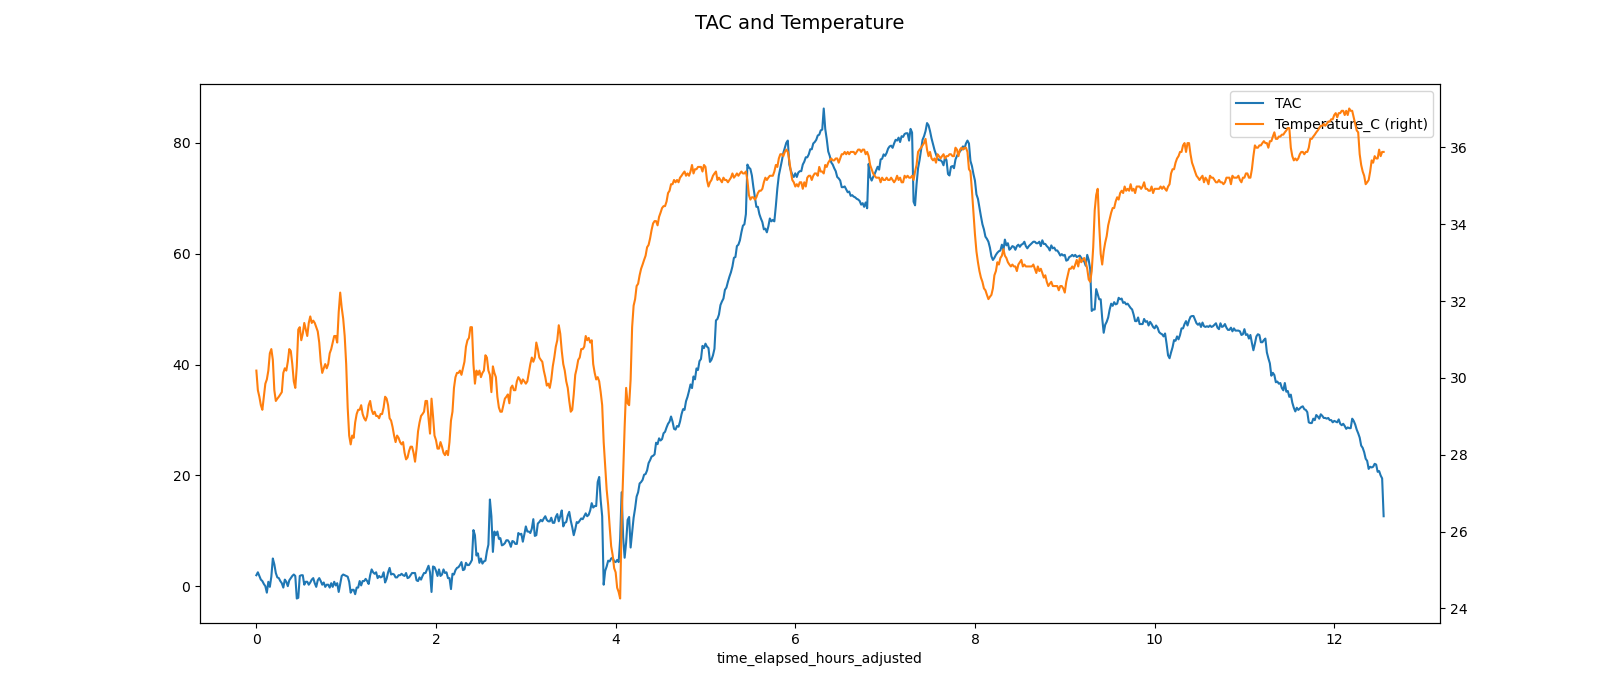 TAC and Temperature
TAC
Temperature_C (right)
80
60
40
20
0
36
34
32
30
28
26
24
0 2 4 6 8 10 12
time_elapsed_hours_adjusted